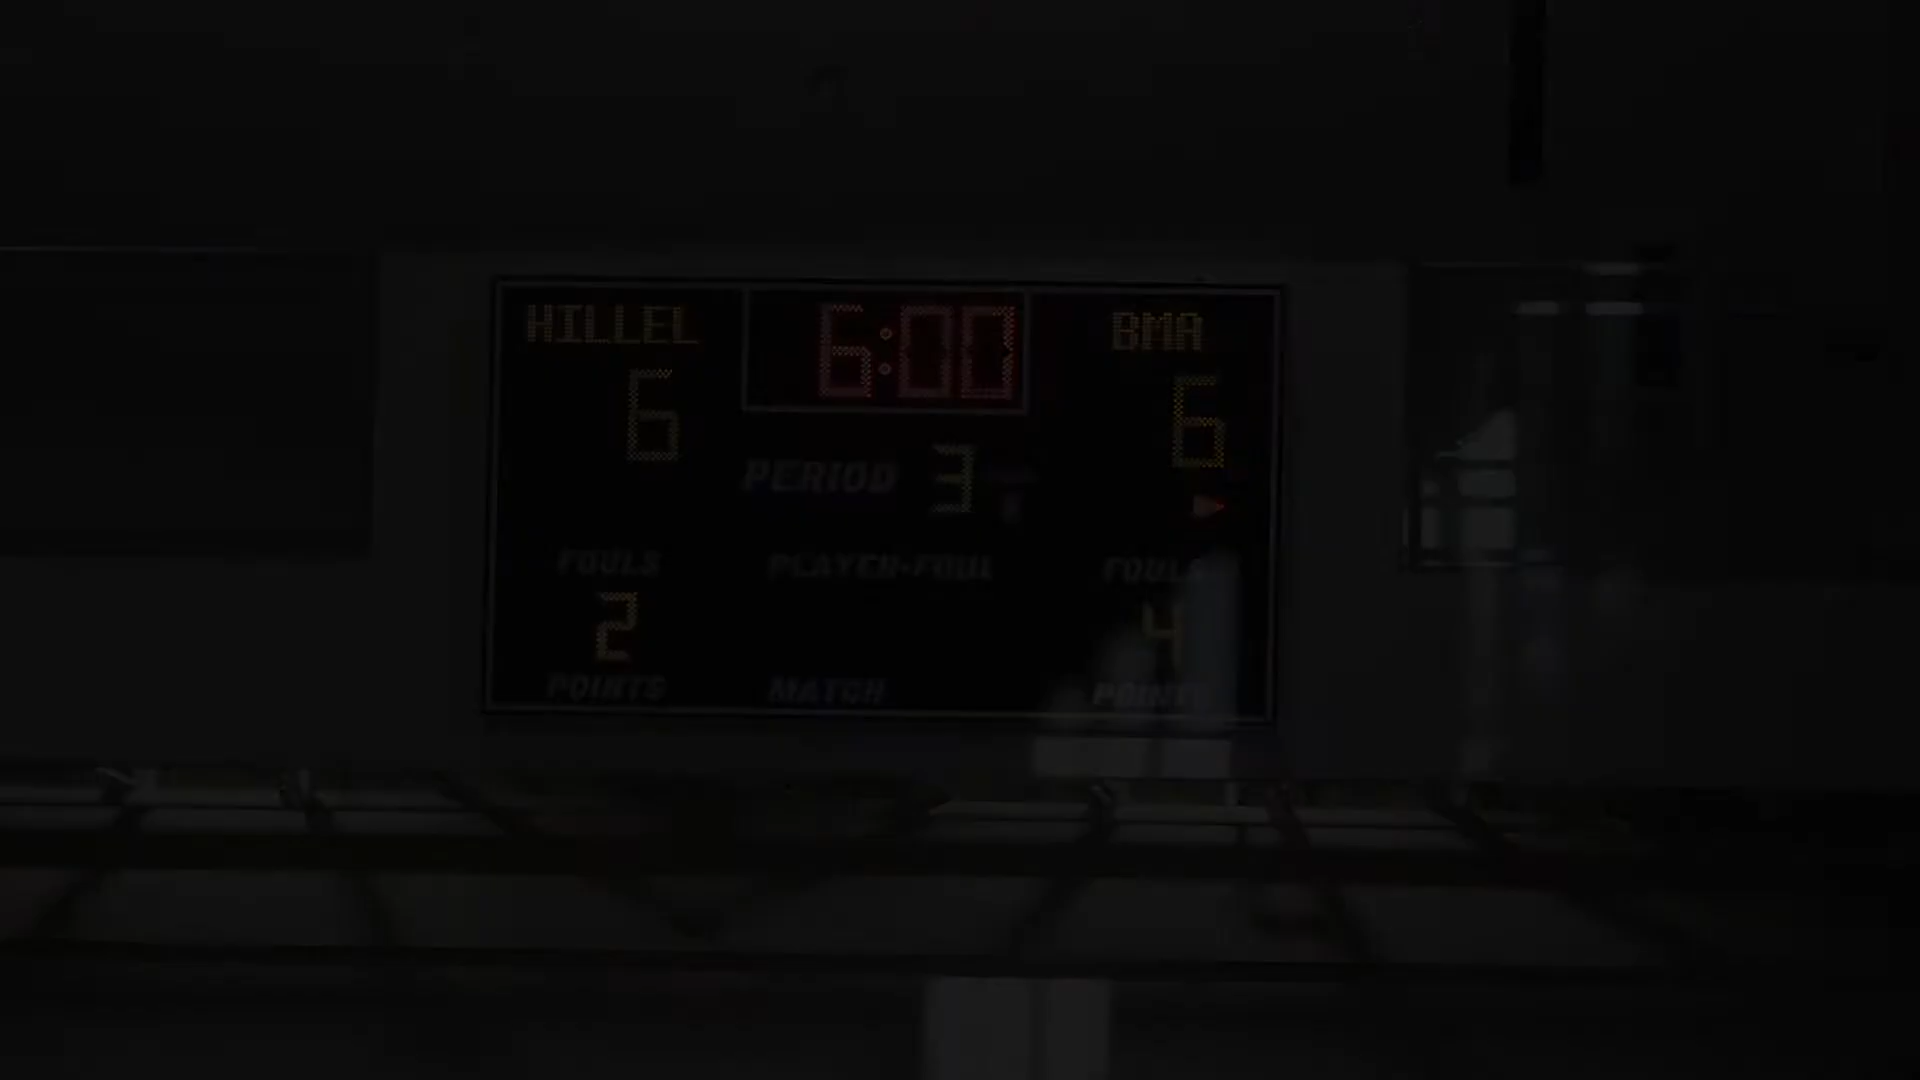 HILLEL 6:00 BMA
6 6
PERIOD 3
FOULS PLAYER-FOUL FOULS
2 4
POINTS MATCH POINTS